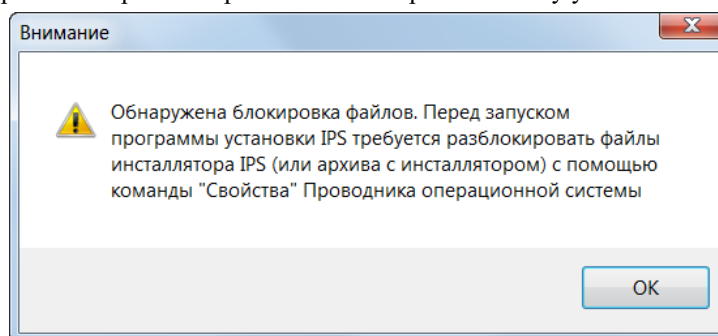 Внимание
Обнаружена блокировка файлов. Перед запуском
программы установки IPS требуется разблокировать файлы
инсталлятора IPS (или архива с инсталлятором) с помощью
команды "Свойства" Проводника операционной системы
OK